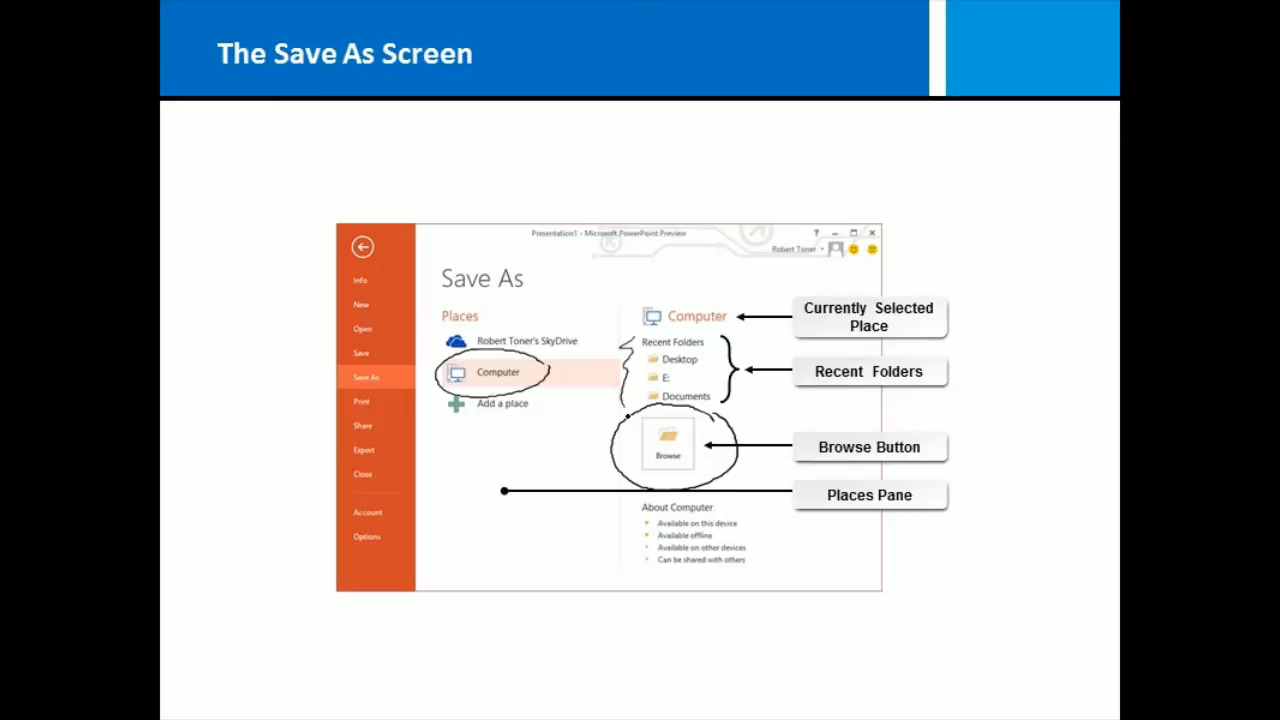 The Save As Screen
Presentation1 - Microsoft PowerPoint Preview
?
Robert Toner
Info
New
Open
Save
Save As
Print
Share
Export
Close
Account
Options
Save As
Places
Robert Toner's SkyDrive
Computer
Add a place
Computer
Recent Folders
Desktop
E:
Documents
Browse
About Computer
Available on this device
Available offline
Available on other devices
Can be shared with others
Currently Selected
Place
Recent Folders
Browse Button
Places Pane